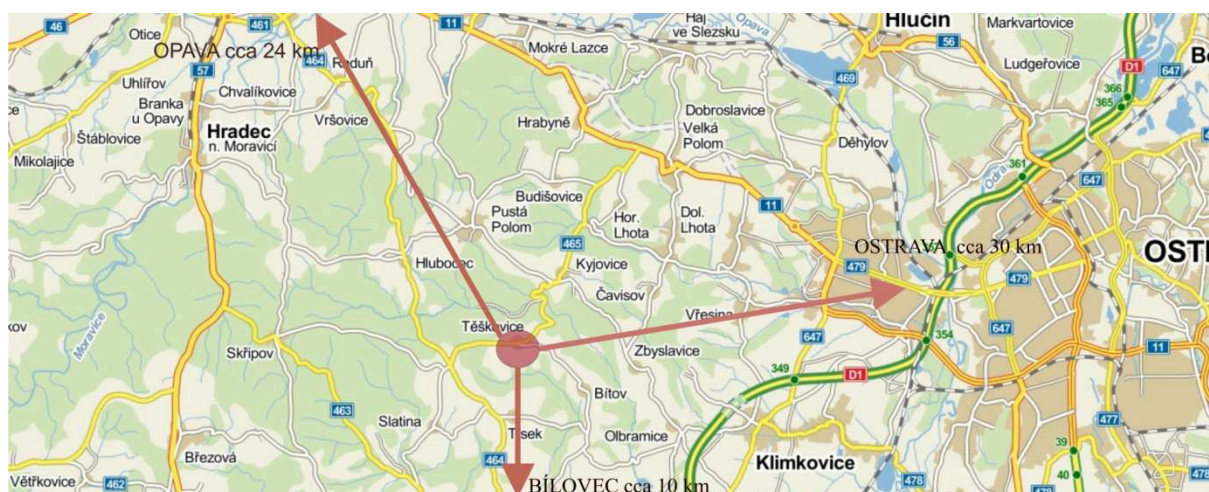 46
461
11
Otice
OPAVA cca 24 km
464
Raduň
57
Uhlířov
Chvalíkovice
Branka
u Opavy
Vršovice
Štáblovice
Hradec
n. Moravicí
Mikolajice
Mokré Lazce
Háj
ve Slezsku
Opava
Hlučín
56
Markvartovice
Ludgeřovice
D1
647
366
365
469
Dobroslavice
Hrabyně
Velká
Polom
Děhylov
361
Odra
647
Budišovice
Pustá
Polom
Hor.
Lhota
Dol.
Lhota
11
465
Hlubočec
Kyjovice
OSTRAVA cca 30 km
479
479
Čavisov
Těškovice
Vřesina
Moravice
Skřipov
Zbyslavice
647
354
11
349
D1
Bítov
463
Slatina
Tísek
Olbramice
477
464
Klimkovice
39
40
Březová
Větřkovice
462
BÍLOVEC cca 10 km
478
479
478